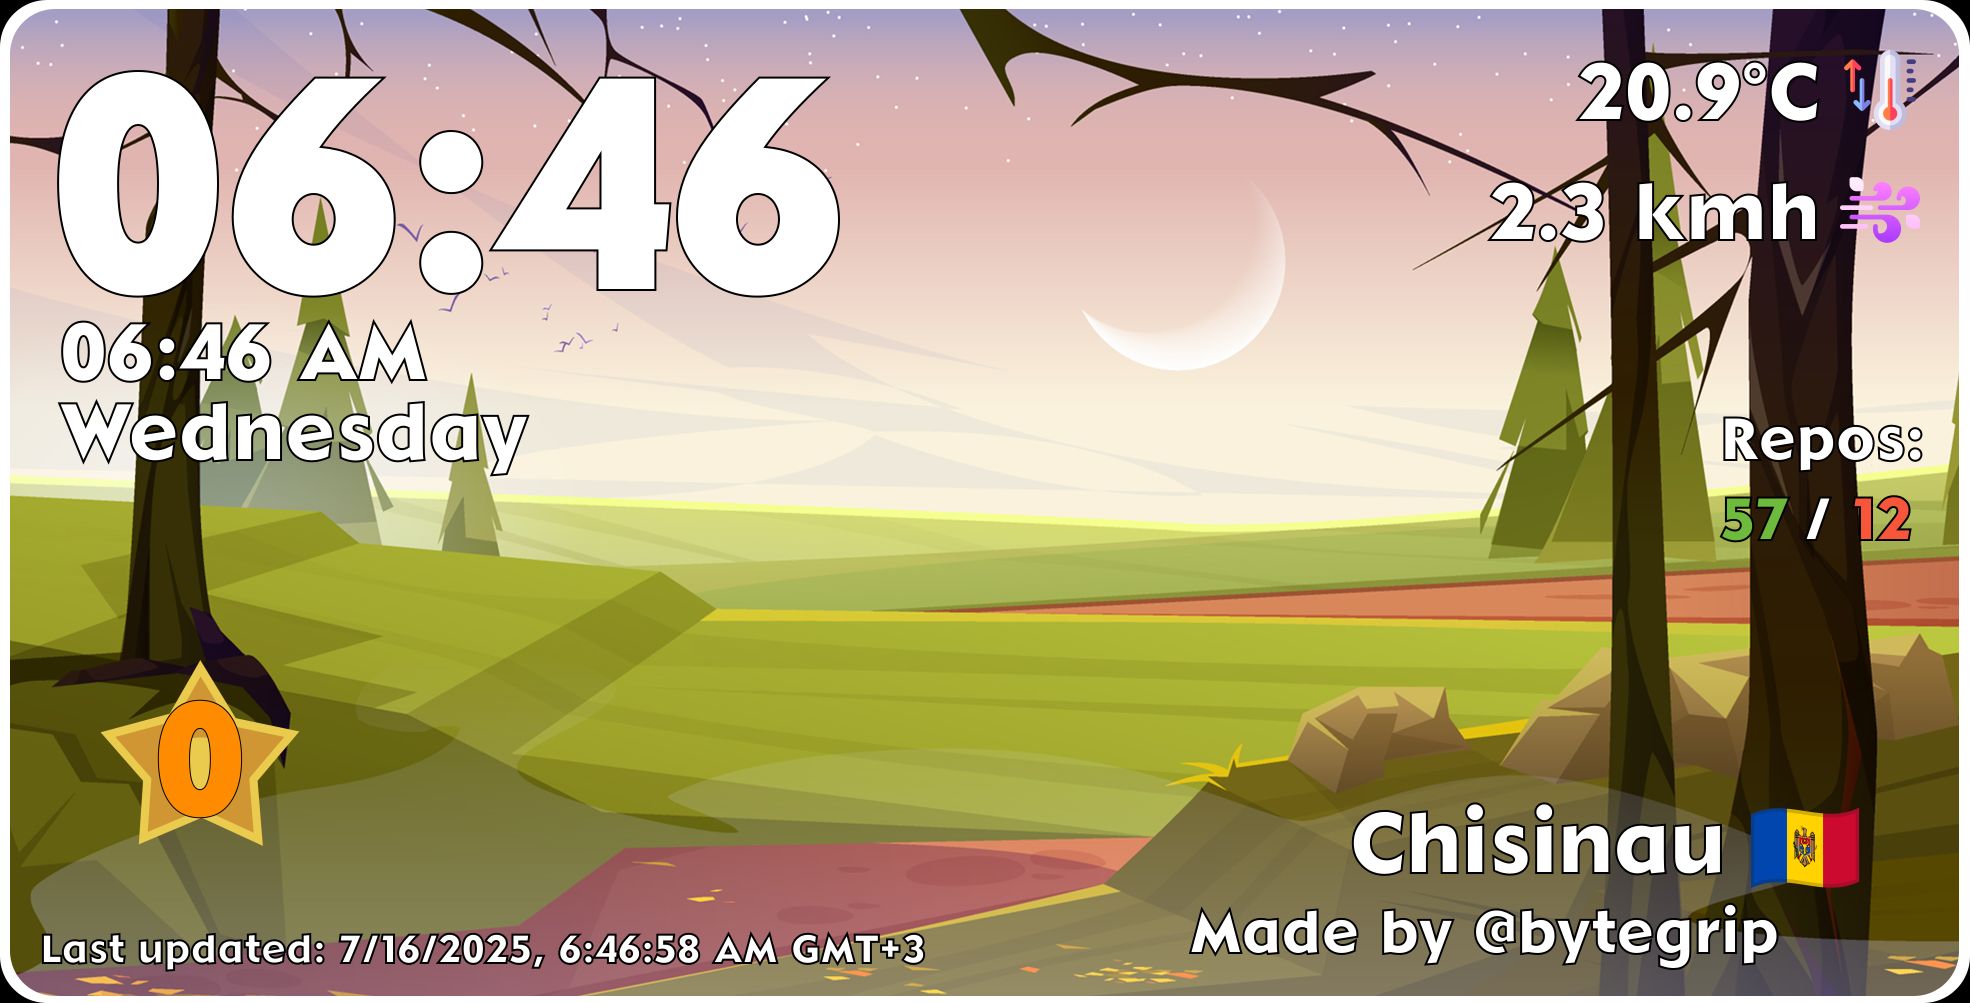 06:46
06:46 AM
Wednesday
20.9°C
2.3 kmh
Repos:
57 / 12
0
Chisinau
Made by @bytegrip
Last updated: 7/16/2025, 6:46:58 AM GMT+3